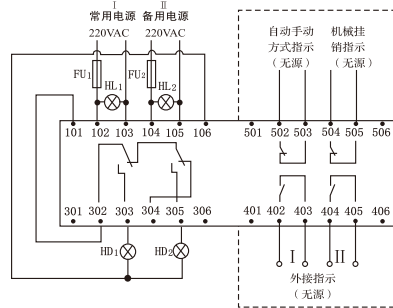 Ⅰ Ⅱ
常用电源 备用电源
220VAC 220VAC
自动手动 机械挂
方式指示 销指示
(无源) (无源)
FU1 FU2
HL1 HL2
101 102 103 104 105 106 501 502 503 504 505 506
301 302 303 304 305 306 401 402 403 404 405 406
HD1 HD2
Ⅰ Ⅱ
外接指示
(无源)